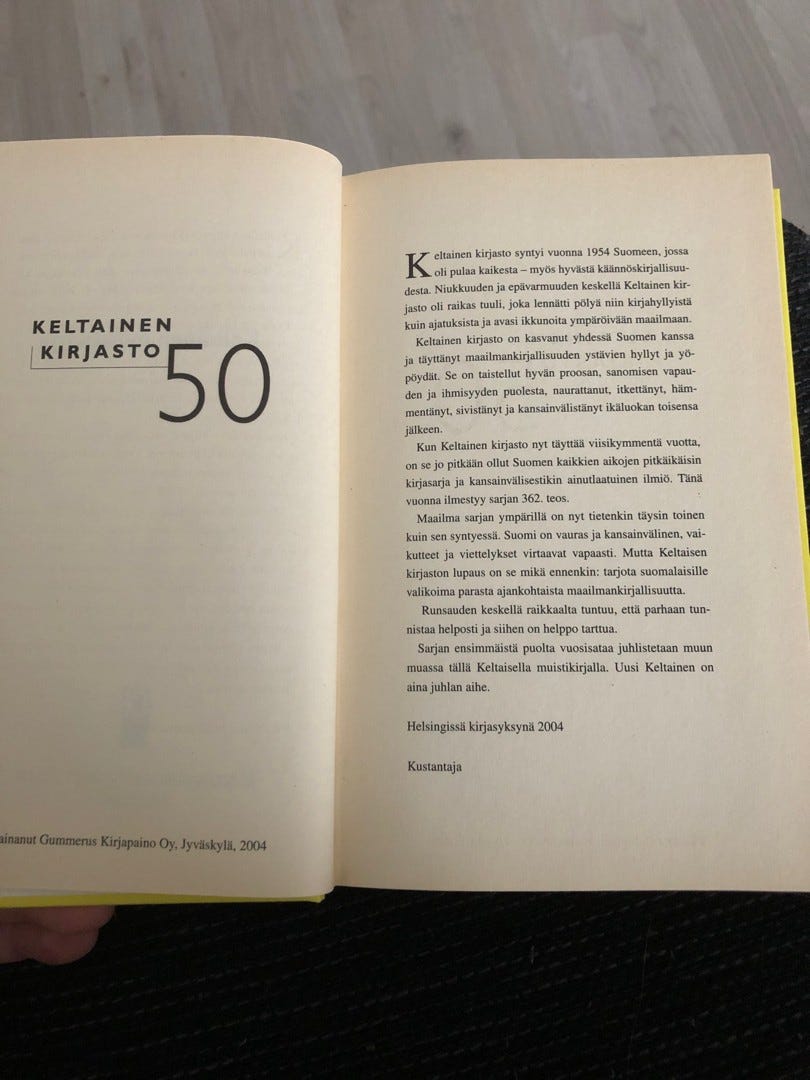 KELTAINEN
KIRJASTO 50
Gummerus Kirjapaino Oy, Jyväskylä, 2004
Keltainen kirjasto syntyi vuonna 1954 Suomeen, jossa
oli pulaa kaikesta – myös hyvästä käännöskirjallisuu-
desta. Niukkuuden ja epävarmuuden keskellä Keltainen kir-
jasto oli raikas tuuli, joka lennätti pölyä niin kirjahyllyistä
kuin ajatuksista ja avasi ikkunoita ympäröivään maailmaan.
Keltainen kirjasto on kasvanut yhdessä Suomen kanssa
ja täyttänyt maailmankirjallisuuden ystävien hyllyt ja yö-
pöydät. Se on taistellut hyvän proosan, sanomisen vapau-
den ja ihmisyyden puolesta, naurattanut, itkettänyt, häm-
mentänyt, sivistänyt ja kansainvälistänyt ikäluokan toisensa
jälkeen.
Kun Keltainen kirjasto nyt täyttää viisikymmentä vuotta,
on se jo pitkään ollut Suomen kaikkien aikojen pitkäikäisin
kirjasarja ja kansainvälisestikin ainutlaatuinen ilmiö. Tänä
vuonna ilmestyy sarjan 362. teos.
Maailma sarjan ympärillä on nyt tietenkin täysin toinen
kuin sen syntyessä. Suomi on vauras ja kansainvälinen, vai-
kutteet ja viettelykset virtaavat vapaasti. Mutta Keltaisen
kirjaston lupaus on se mikä ennenkin: tarjota suomalaisille
valikoima parasta ajankohtaista maailmankirjallisuutta.
Runsauden keskellä raikkaalta tuntuu, että parhaan tun-
nistaa helposti ja siihen on helppo tarttua.
Sarjan ensimmäistä puolta vuosisataa juhlistetaan muun
muassa tällä Keltaisella muistikirjalla. Uusi Keltainen on
aina juhlan aihe.
Helsingissä kirjasyksynä 2004
Kustantaja